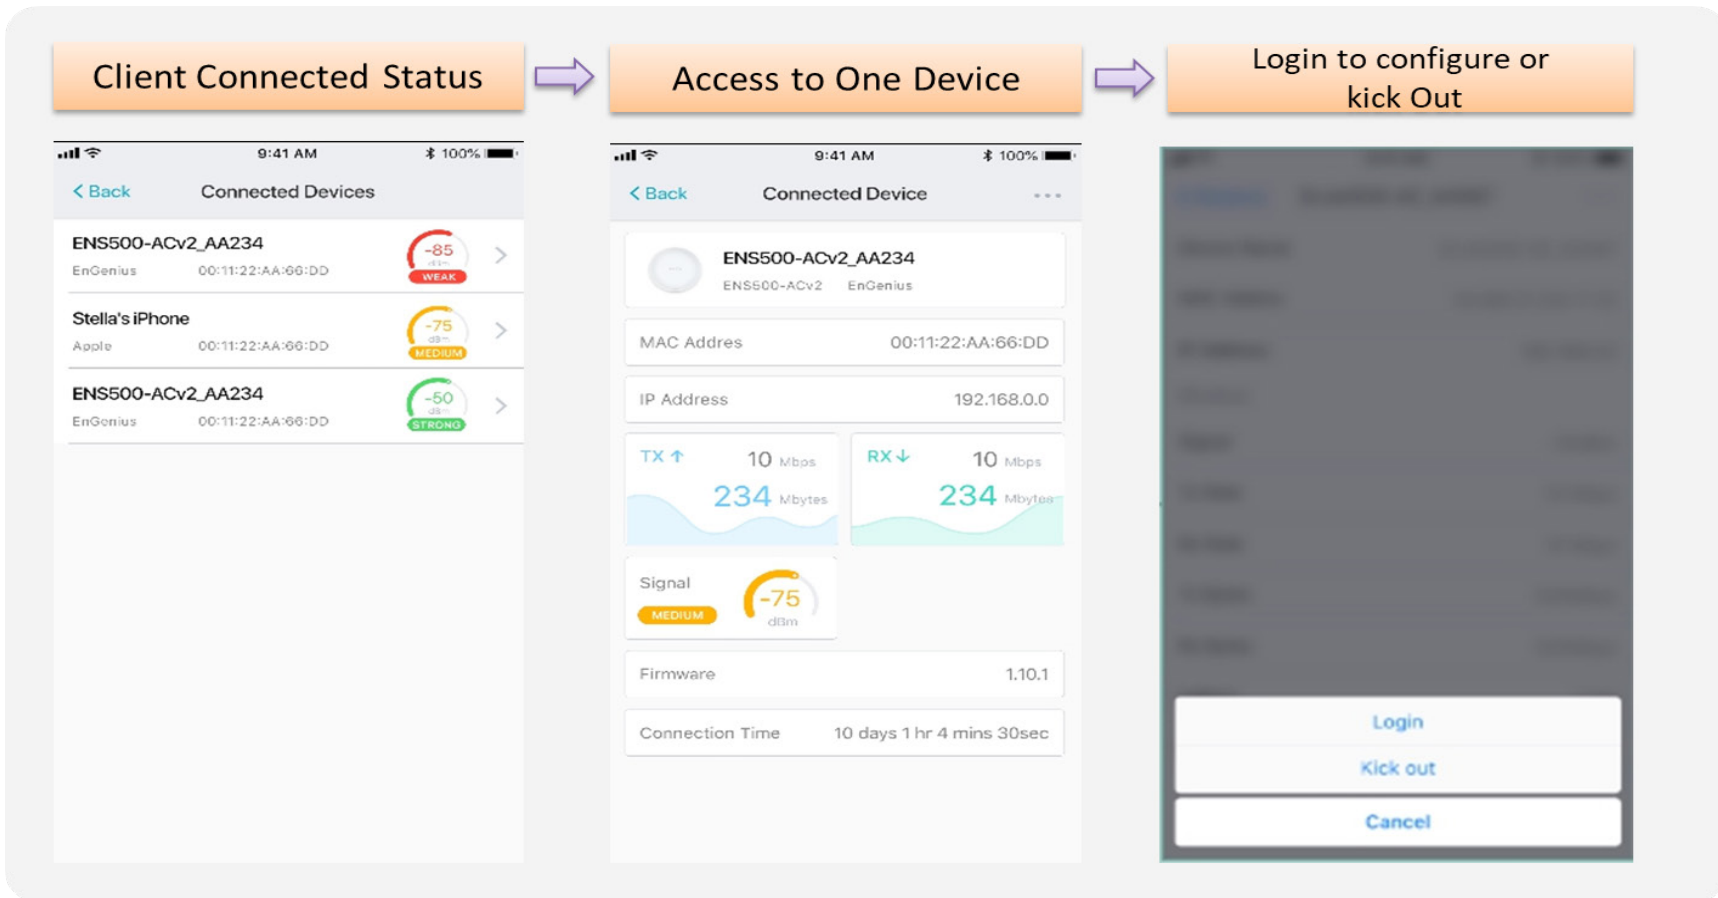 Client Connected Status
Access to One Device
Login to configure or
kick Out
9:41 AM
100%
Back
Connected Devices
ENS500-ACv2_AA234
EnGenius 00:11:22:AA:66:DD
-85
dBm
WEAK
Stella's iPhone
Apple 00:11:22:AA:66:DD
-75
dBm
MEDIUM
ENS500-ACv2_AA234
EnGenius 00:11:22:AA:66:DD
-50
dBm
STRONG
9:41 AM
100%
Back
Connected Device
ENS500-ACv2_AA234
ENS500-ACv2 EnGenius
MAC Addres 00:11:22:AA:66:DD
IP Address 192.168.0.0
TX 10 Mbps
234 Mbytes
RX 10 Mbps
234 Mbytes
Signal
MEDIUM
-75
dBm
Firmware 1.10.1
Connection Time 10 days 1 hr 4 mins 30sec
Login
Kick out
Cancel